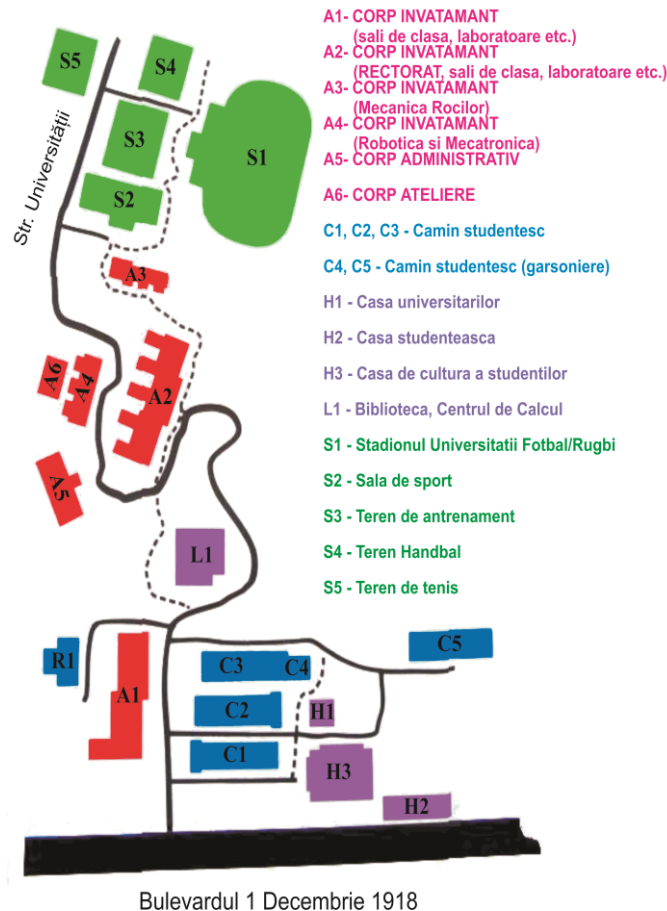 A1- CORP INVATAMANT
(sali de clasa, laboratoare etc.)
A2- CORP INVATAMANT
(RECTORAT, sali de clasa, laboratoare etc.)
A3- CORP INVATAMANT
(Mecanica Rocilor)
A4- CORP INVATAMANT
(Robotica si Mecatronica)
A5- CORP ADMINISTRATIV
A6- CORP ATELIERE
C1, C2, C3 - Camin studentesc
C4, C5 - Camin studentesc (garsoniere)
H1 - Casa universitarilor
H2 - Casa studenteasca
H3 - Casa de cultura a studentilor
L1 - Biblioteca, Centrul de Calcul
S1 - Stadionul Universitatii Fotbal/Rugbi
S2 - Sala de sport
S3 - Teren de antrenament
S4 - Teren Handbal
S5 - Teren de tenis
S5
S4
S3
S1
S2
Str. Universității
A3
A6
A4
A2
A5
L1
R1
A1
C3
C4
C5
C2
H1
C1
H3
H2
Bulevardul 1 Decembrie 1918